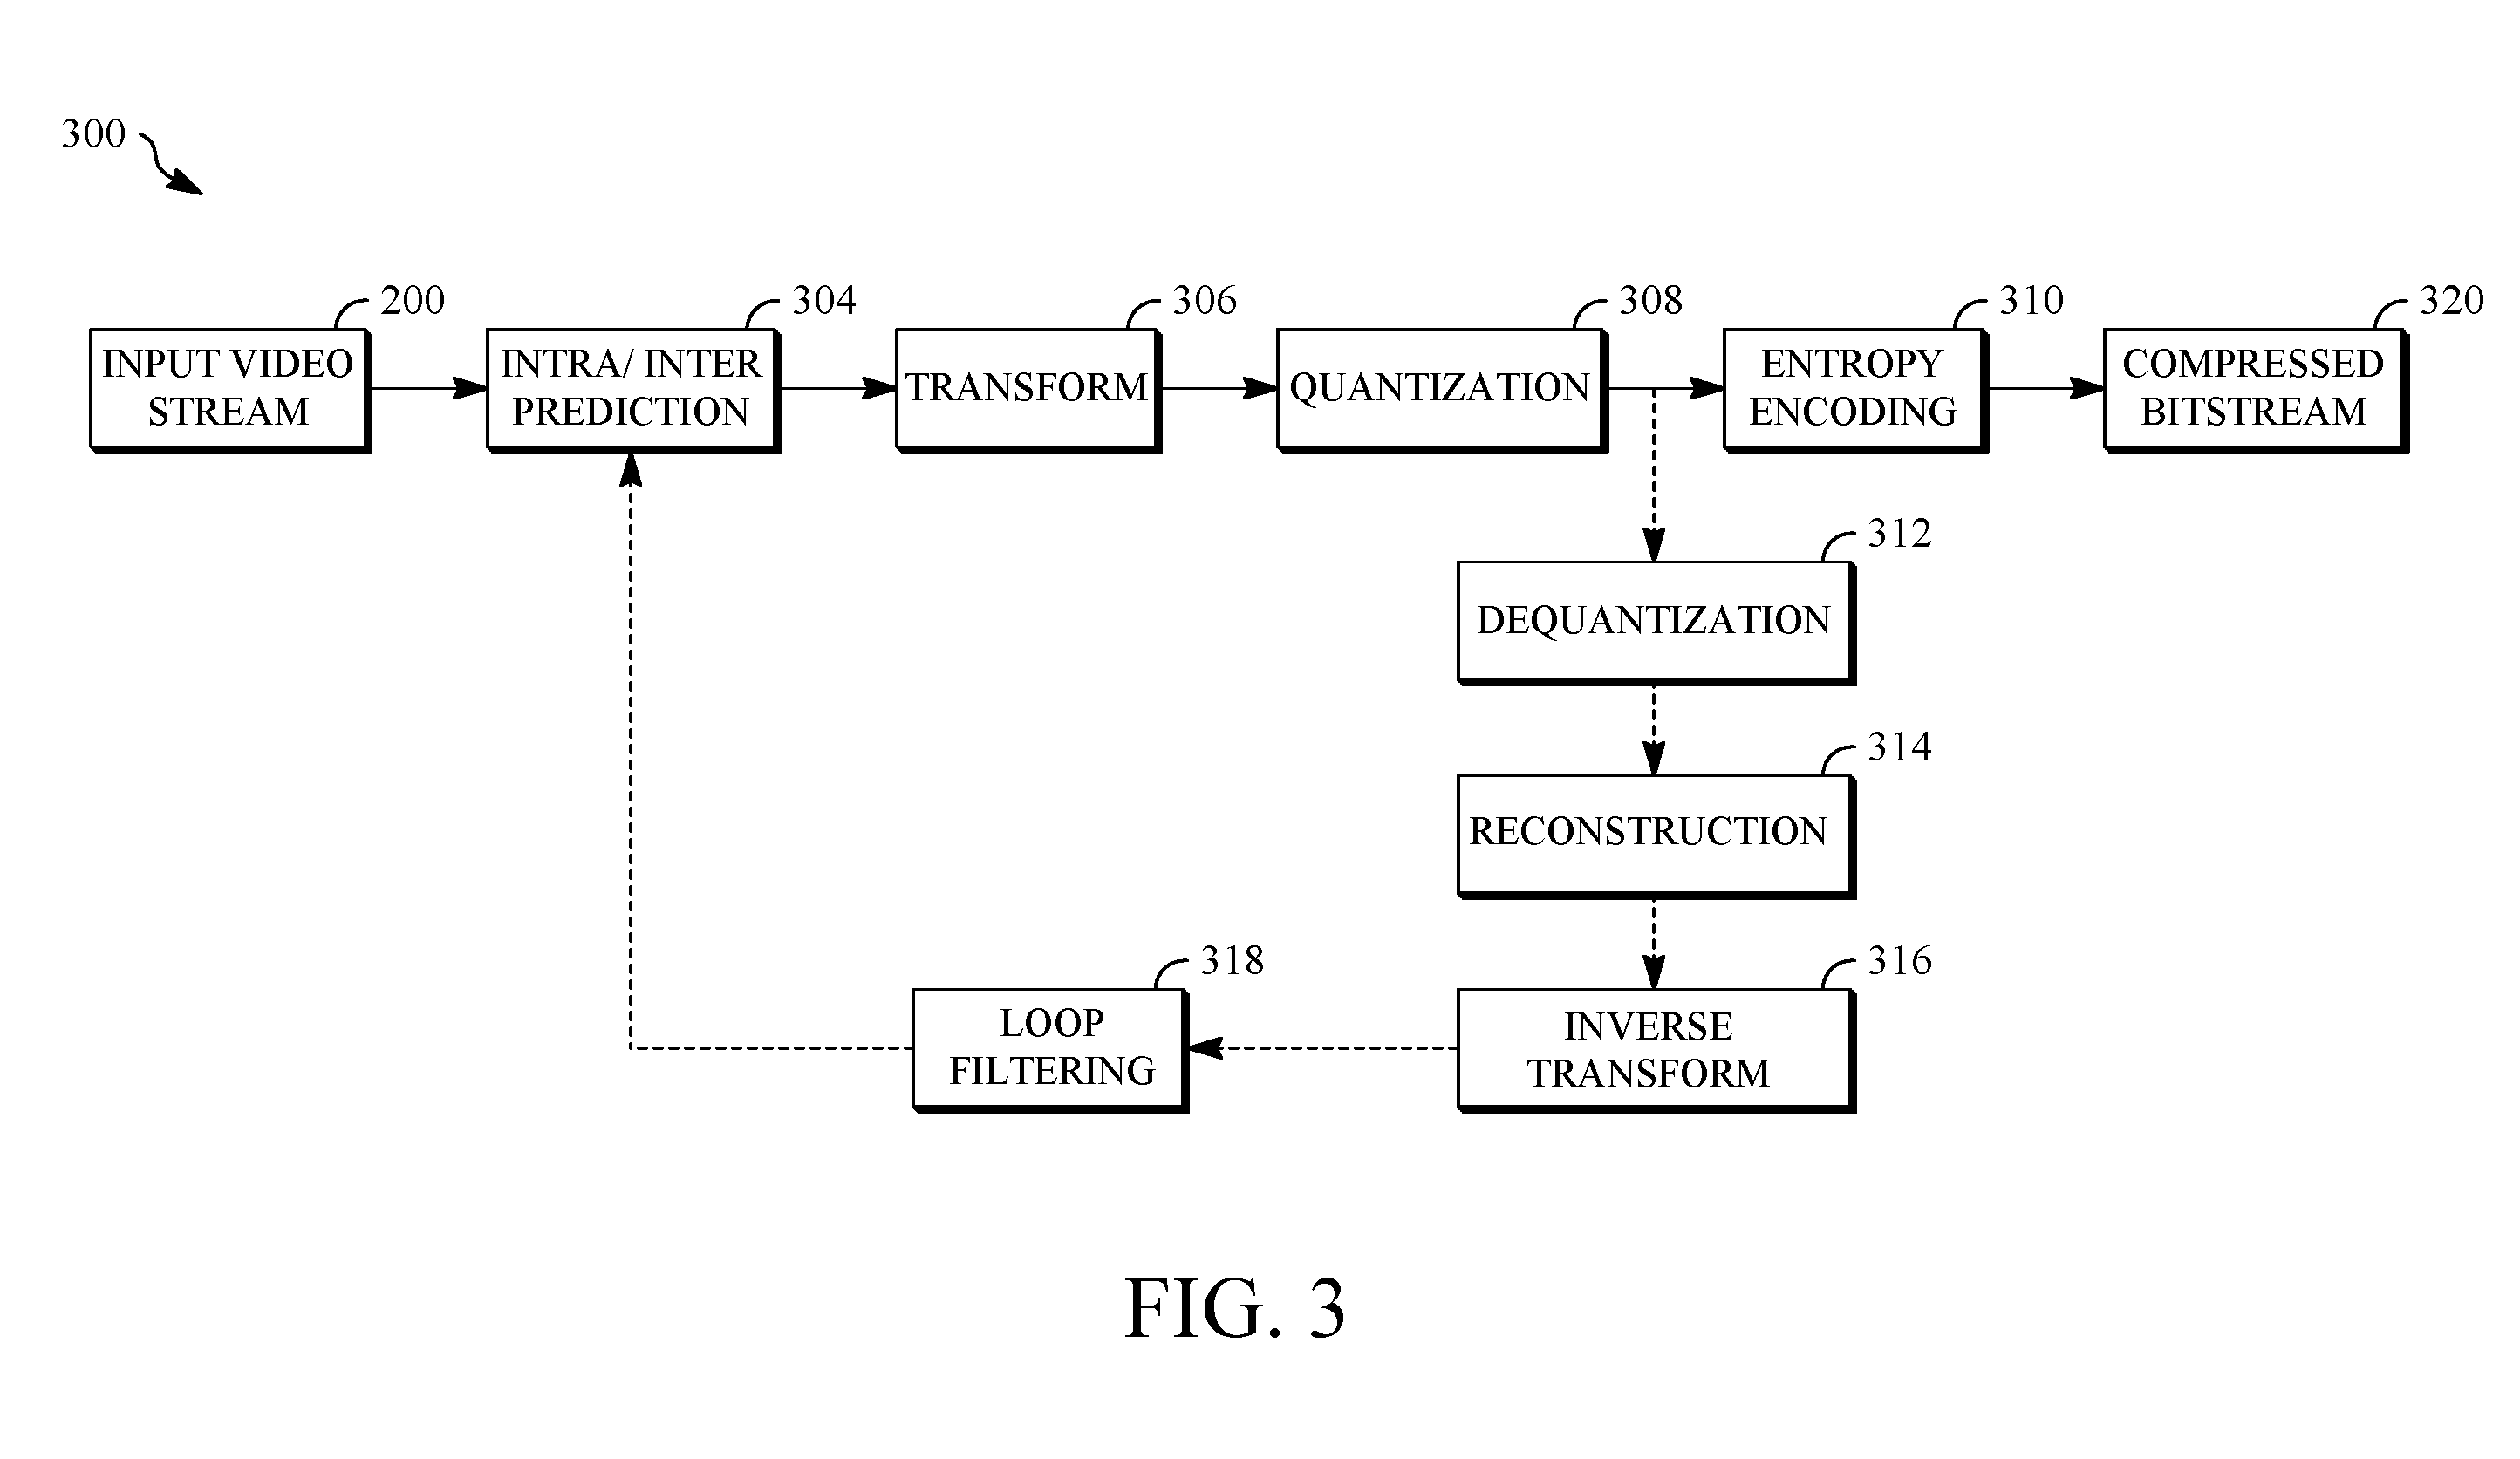 300
200
304
306
308
310
320
INPUT VIDEO
STREAM
INTRA/ INTER
PREDICTION
TRANSFORM
QUANTIZATION
ENTROPY
ENCODING
COMPRESSED
BITSTREAM
312
DEQUANTIZATION
314
RECONSTRUCTION
318
316
LOOP
FILTERING
INVERSE
TRANSFORM
FIG. 3